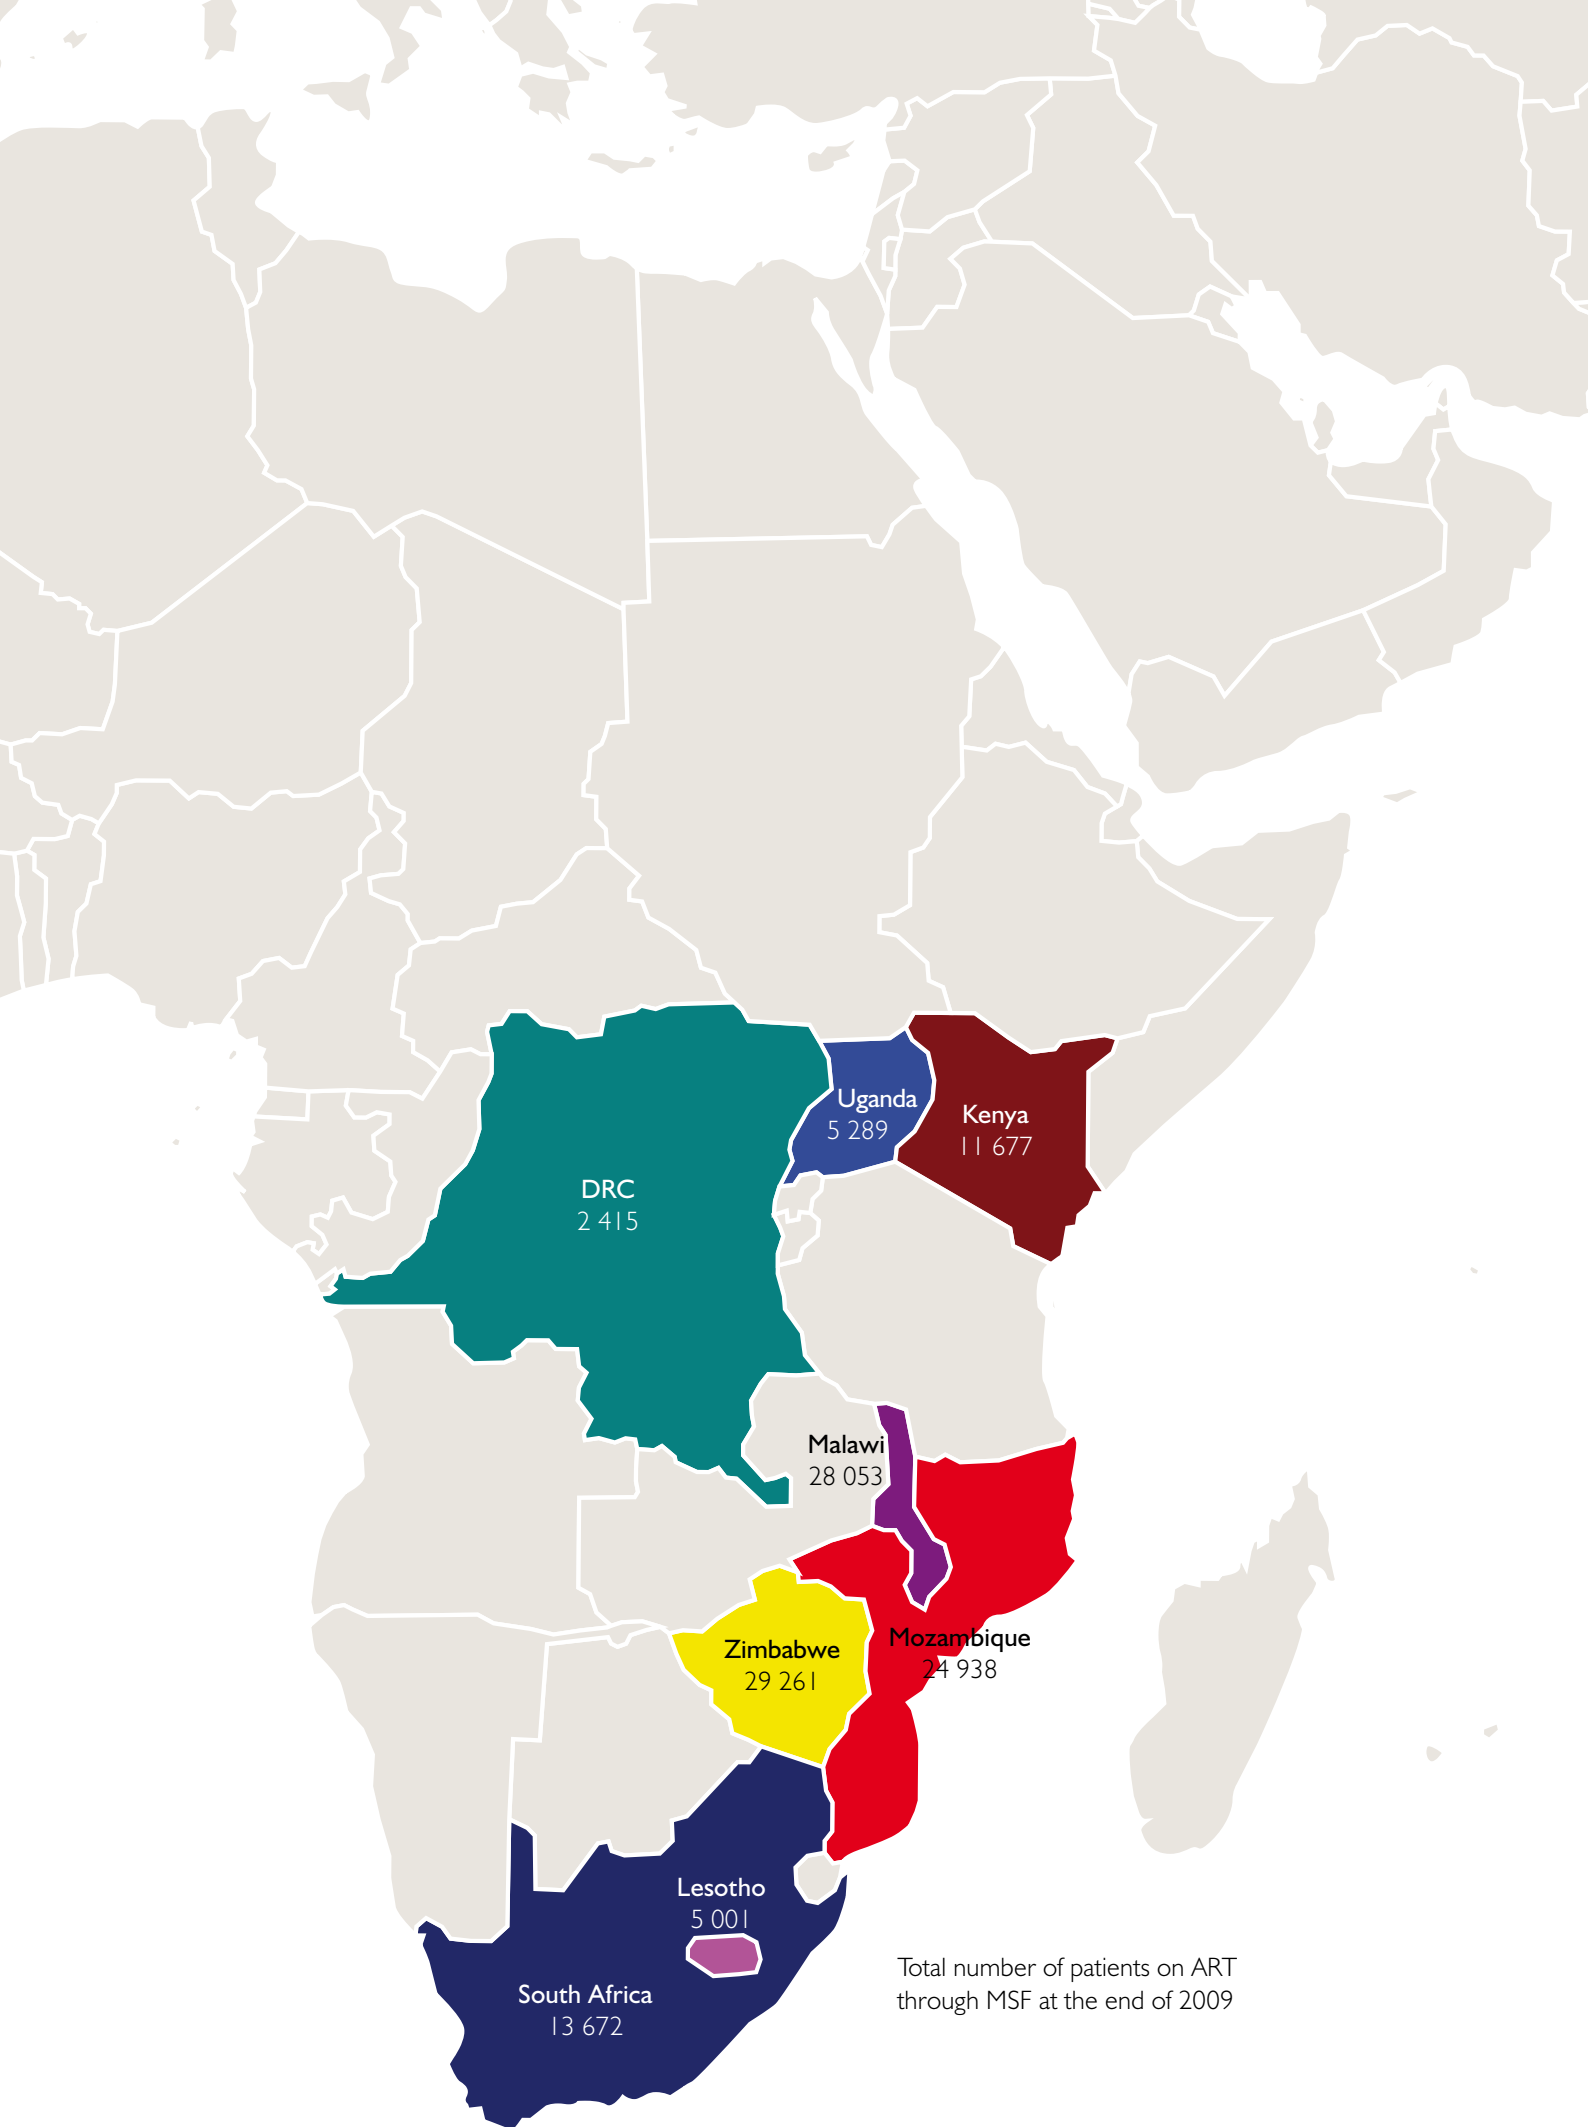 Uganda
5 289
Kenya
11 677
DRC
2 415
Malawi
28 053
Mozambique
24 938
Zimbabwe
29 261
Lesotho
5 001
South Africa
13 672
Total number of patients on ART
through MSF at the end of 2009